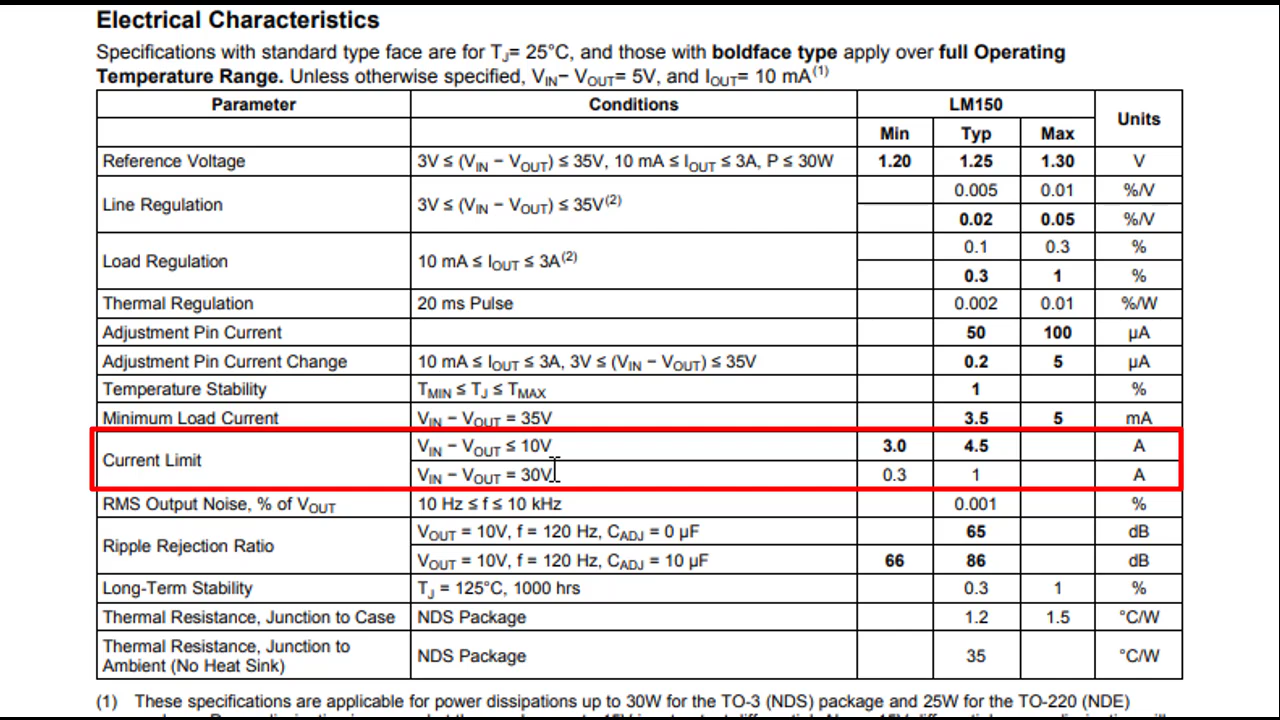 Electrical Characteristics
Specifications with standard type face are for TJ= 25°C, and those with boldface type apply over full Operating
Temperature Range. Unless otherwise specified, VIN− VOUT= 5V, and IOUT= 10 mA(1)
Parameter Conditions LM150 Units
Min Typ Max
Reference Voltage 3V ≤ (VIN − VOUT) ≤ 35V, 10 mA ≤ IOUT ≤ 3A, P ≤ 30W 1.20 1.25 1.30 V
Line Regulation 3V ≤ (VIN − VOUT) ≤ 35V(2) 0.005 0.01 %/V
0.02 0.05 %/V
Load Regulation 10 mA ≤ IOUT ≤ 3A(2) 0.1 0.3 %
0.3 1 %
Thermal Regulation 20 ms Pulse 0.002 0.01 %/W
Adjustment Pin Current 50 100 μA
Adjustment Pin Current Change 10 mA ≤ IOUT ≤ 3A, 3V ≤ (VIN − VOUT) ≤ 35V 0.2 5 μA
Temperature Stability TMIN ≤ TJ ≤ TMAX 1 %
Minimum Load Current VIN − VOUT = 35V 3.5 5 mA
Current Limit VIN − VOUT ≤ 10V 3.0 4.5 A
VIN − VOUT = 30V 0.3 1 A
RMS Output Noise, % of VOUT 10 Hz ≤ f ≤ 10 kHz 0.001 %
Ripple Rejection Ratio VOUT = 10V, f = 120 Hz, CADJ = 0 μF 65 dB
VOUT = 10V, f = 120 Hz, CADJ = 10 μF 66 86 dB
Long-Term Stability TJ = 125°C, 1000 hrs 0.3 1 %
Thermal Resistance, Junction to Case NDS Package 1.2 1.5 °C/W
Thermal Resistance, Junction to
Ambient (No Heat Sink) NDS Package 35 °C/W
(1) These specifications are applicable for power dissipations up to 30W for the TO-3 (NDS) package and 25W for the TO-220 (NDE)